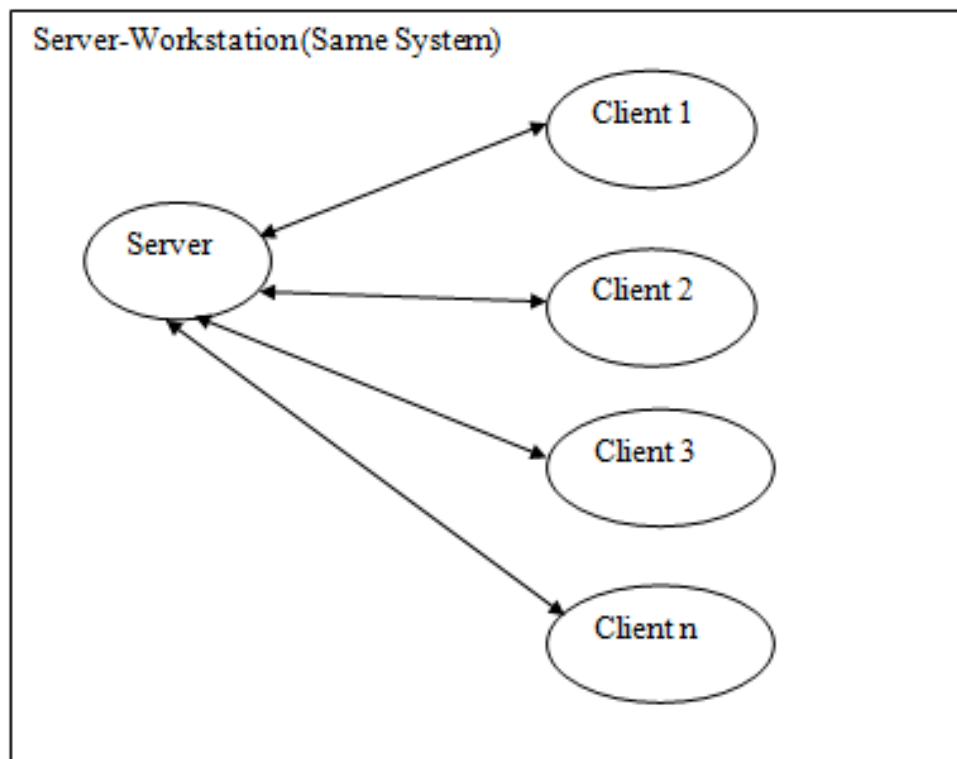 Server-Workstation(Same System)
Client 1
Server
Client 2
Client 3
Client n